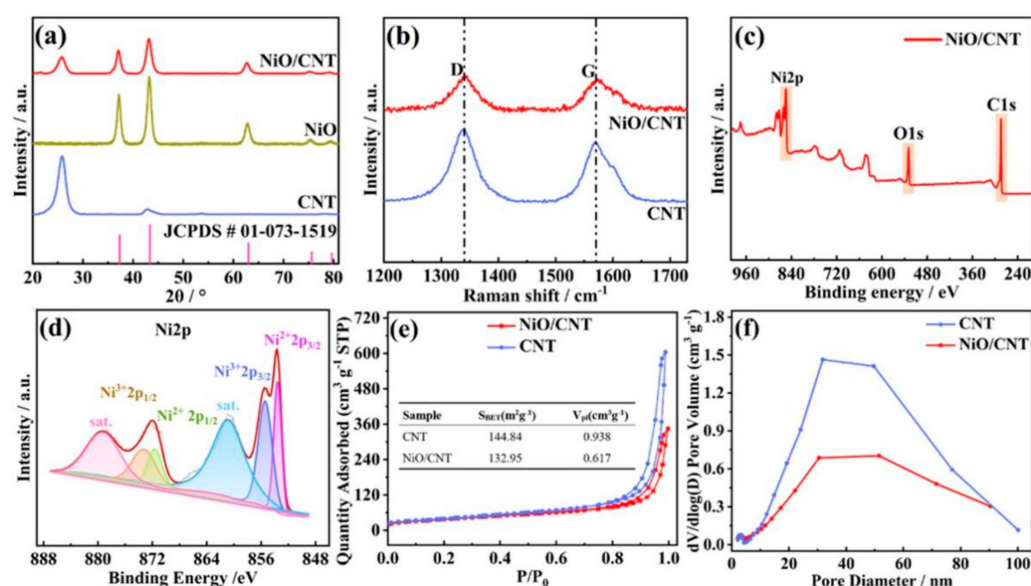 (a)
NiO/CNT
NiO
CNT
JCPDS # 01-073-1519
Intensity / a.u.
20 30 40 50 60 70 80
2θ / °
(b)
D
G
NiO/CNT
CNT
Intensity / a.u.
1200 1300 1400 1500 1600 1700
Raman shift / cm⁻¹
(c)
NiO/CNT
Ni2p
O1s
C1s
Intensity / a.u.
960 840 720 600 480 360 240
Binding energy / eV
(d)
Ni2p
Ni²⁺2p₃/₂
Ni³⁺2p₃/₂
Ni³⁺2p₁/₂
Ni²⁺ 2p₁/₂
sat.
sat.
Intensity / a.u.
888 880 872 864 856 848
Binding Energy /eV
(e)
NiO/CNT
CNT
Sample S_BET(m²g⁻¹) V_pl(cm³g⁻¹)
CNT 144.84 0.938
NiO/CNT 132.95 0.617
Quantity Adsorbed (cm³ g⁻¹ STP)
720
600
480
360
240
120
0
0.0 0.2 0.4 0.6 0.8 1.0
P/P₀
(f)
CNT
NiO/CNT
dV/dlog(D) Pore Volume (cm³ g⁻¹)
1.8
1.5
1.2
0.9
0.6
0.3
0.0
0 20 40 60 80 100
Pore Diameter / nm